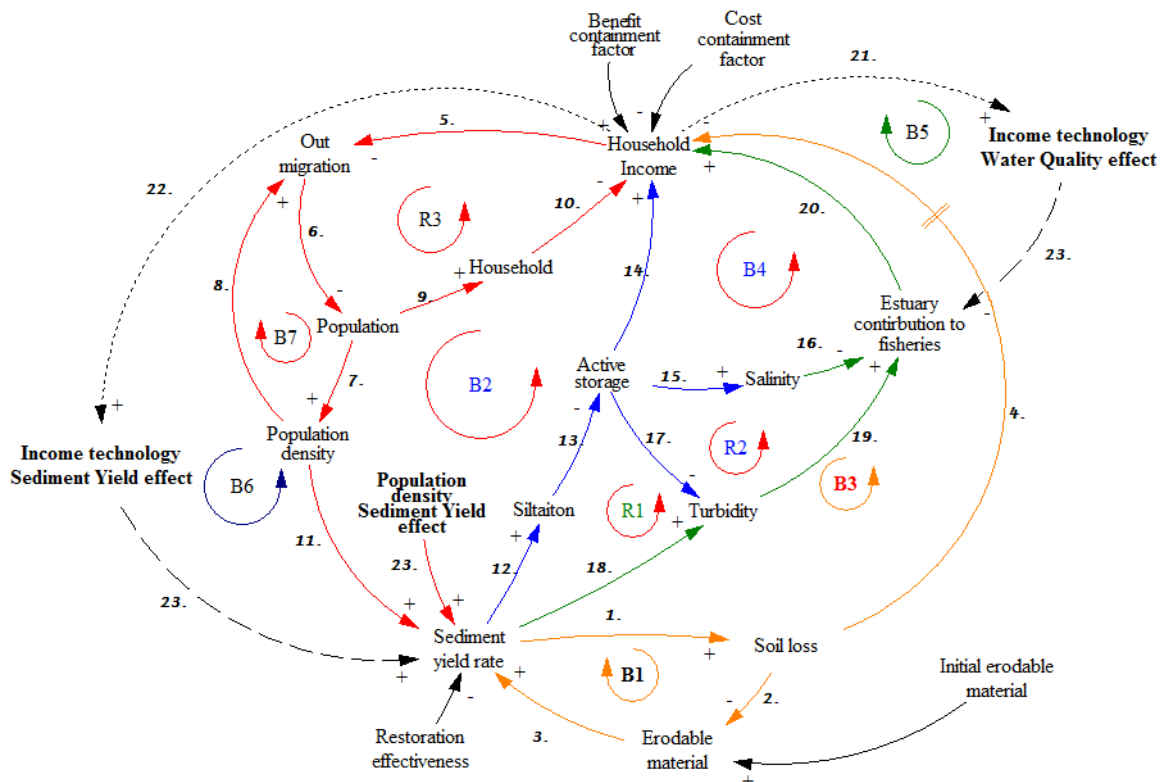 Benefit
containment
factor
Cost
containment
factor
21.
+
-
-
+
+
B5
Income technology
Water Quality effect
5.
Out
migration
-
Household
Income
-
+
+
22.
+
6.
R3
10.
20.
23.
8.
9.
+
Household
14.
B4
-
Population
B7
7.
+
Population
density
B2
Active
storage
-
15.
+
Salinity
16.
-
+
Estuary
contirbution to
fisheries
-
4.
+
Income technology
Sediment Yield effect
B6
13.
17.
-
R2
19.
B3
Population
density
Sediment Yield
effect
Siltaiton
+
R1
+
Turbidity
11.
23.
12.
18.
23.
+
+
Sediment
yield rate
+
+
-
1.
+
Soil loss
B1
2.
-
3.
Initial erodable
material
Restoration
effectiveness
Erodable
material
+